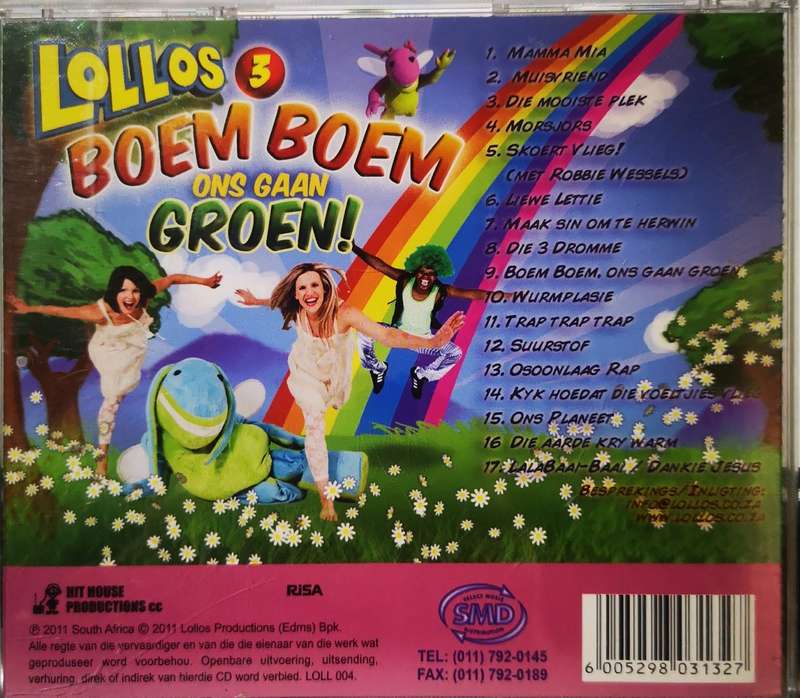 LOLLOS 3
BOEM BOEM
ONS GAAN
GROEN!
1. MAMMA MIA
2. MUISVRIEND
3. DIE MOOISTE PLEK
4. MORSJORS
5. SKOERT VLIEG!
(MET ROBBIE WESSELS)
6. LIEWE LETTIE
7. MAAK SIN OM TE HERWIN
8. DIE 3 DROMME
9. BOEM BOEM, ONS GAAN GROEN
10. WURMPLASIE
11. TRAP TRAP TRAP
12. SUURSTOF
13. OSOONLAAG RAP
14. KYK HOEDAT DIE VOELTJIES VLIEG
15. ONS PLANEET
16 DIE AARDE KRY WARM
17. LALABAAI-BAAI / DANKIE JESUS
BESPREKINGS/INLIGTING:
INFO@LOLLOS.CO.ZA
WWW.LOLLOS.CO.ZA
HIT HOUSE
PRODUCTIONS cc
RiSA
℗ 2011 South Africa © 2011 Lollos Productions (Edms) Bpk.
Alle regte van die vervaardiger en van die die eienaar van die werk wat
geproduseer word voorbehou. Openbare uitvoering, uitsending,
verhuring, direk of indirek van hierdie CD word verbied. LOLL 004.
SELECT MUSIC
SMD
DISTRIBUTION
TEL: (011) 792-0145
FAX: (011) 792-0189
6 005298 031327